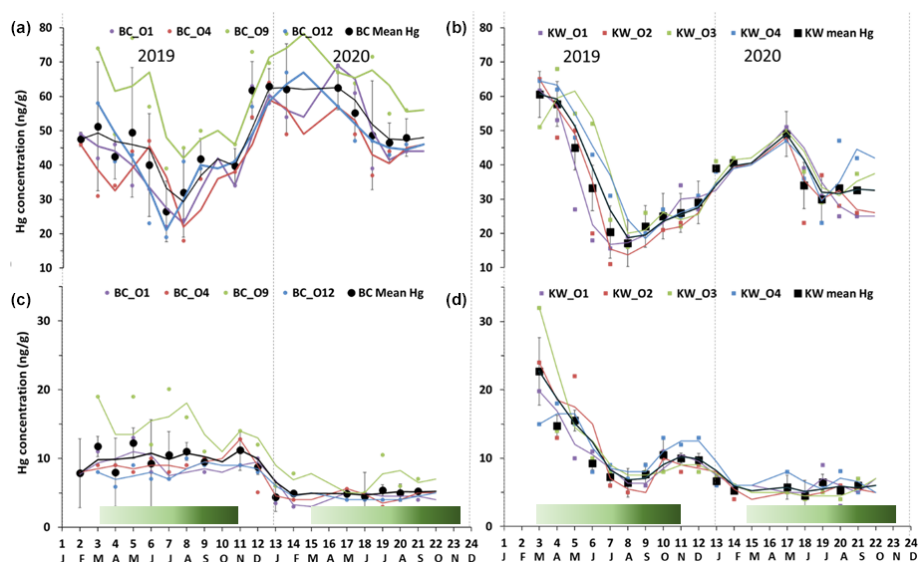 (a) BC_O1 BC_O4 BC_O9 BC_O12 BC Mean Hg
2019 2020
80
70
60
50
40
30
20
10
Hg concentration (ng/g)
(b) KW_O1 KW_O2 KW_O3 KW_O4 KW mean Hg
2019 2020
80
70
60
50
40
30
20
10
(c) BC_O1 BC_O4 BC_O9 BC_O12 BC Mean Hg
30
20
10
0
Hg concentration (ng/g)
1 2 3 4 5 6 7 8 9 10 11 12 13 14 15 17 18 19 20 21 22 24
J F M A M J J A S O N D J F M A M J J A S O N D
(d) KW_O1 KW_O2 KW_O3 KW_O4 KW mean Hg
30
20
10
0
1 2 3 4 5 6 7 8 9 10 11 12 13 14 15 17 18 19 20 21 22 24
J F M A M J J A S O N D J F M A M J J A S O N D